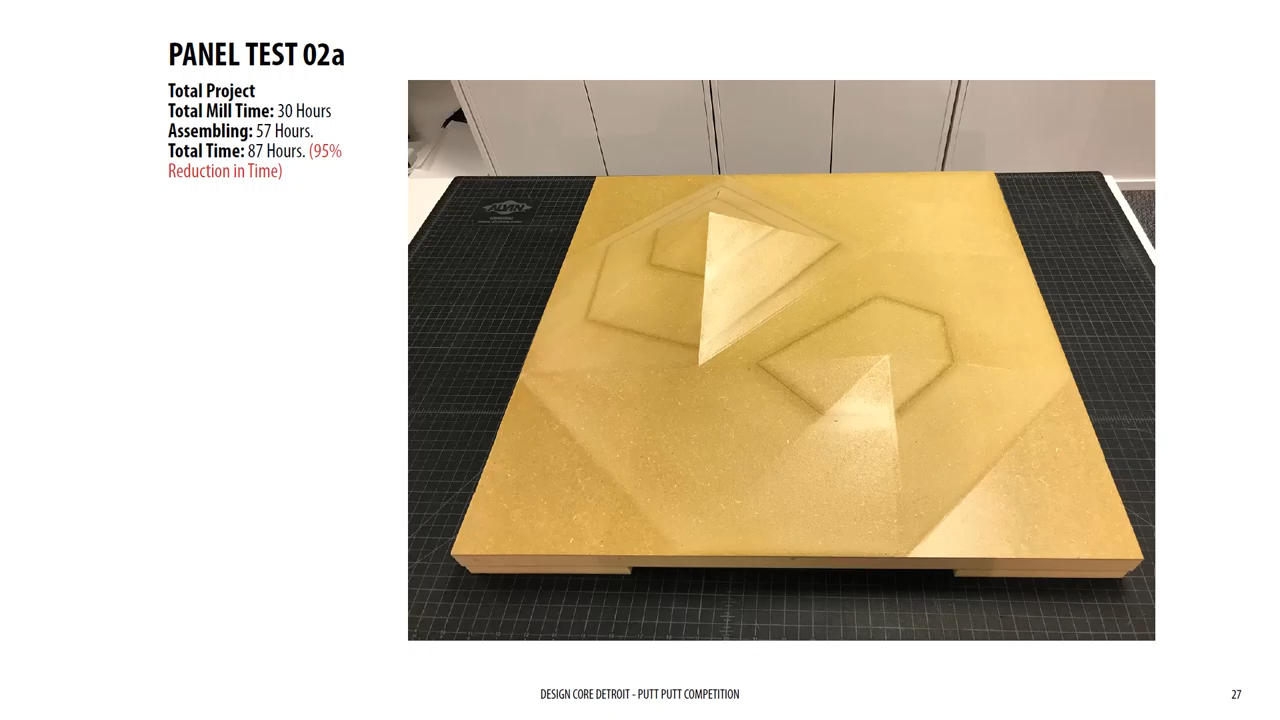 PANEL TEST 02a
Total Project
Total Mill Time: 30 Hours
Assembling: 57 Hours.
Total Time: 87 Hours. (95%
Reduction in Time)
ALVIN
DESIGN CORE DETROIT - PUTT PUTT COMPETITION
27